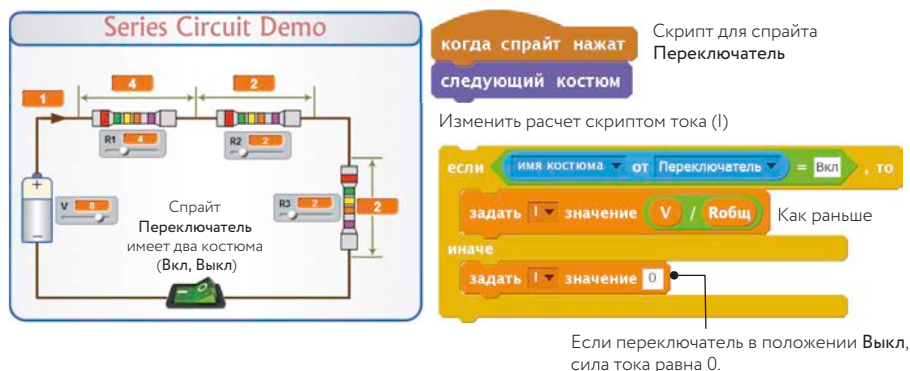 Series Circuit Demo
1
4
2
R1 4
R2 2
+
−
V 8
R3 2
2
Спрайт
Переключатель
имеет два костюма
(Вкл, Выкл)
когда спрайт нажат
следующий костюм
Скрипт для спрайта
Переключатель
Изменить расчет скриптом тока (I)
если имя костюма от Переключатель = Вкл , то
задать I значение V / Rобщ
Как раньше
иначе
задать I значение 0
Если переключатель в положении Выкл,
сила тока равна 0.